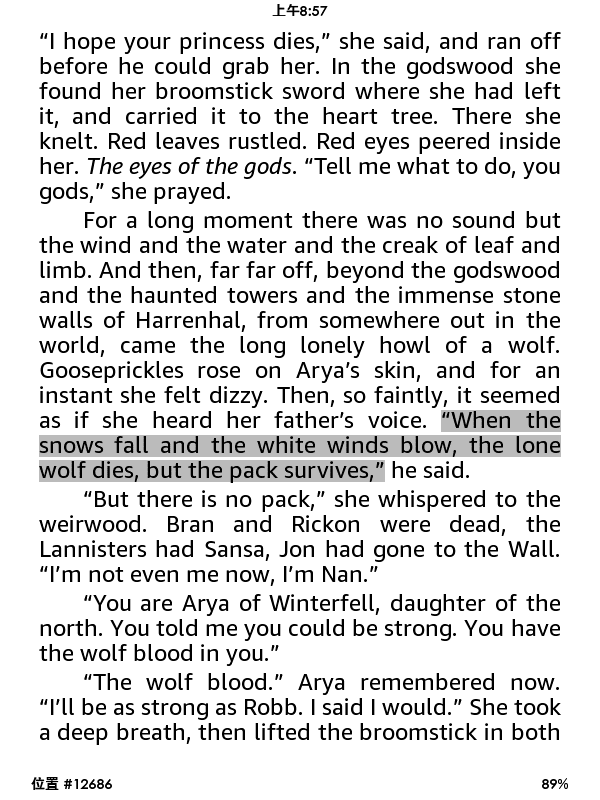 上午8:57
“I hope your princess dies,” she said, and ran off
before he could grab her. In the godswood she
found her broomstick sword where she had left
it, and carried it to the heart tree. There she
knelt. Red leaves rustled. Red eyes peered inside
her. The eyes of the gods. “Tell me what to do, you
gods,” she prayed.
For a long moment there was no sound but
the wind and the water and the creak of leaf and
limb. And then, far far off, beyond the godswood
and the haunted towers and the immense stone
walls of Harrenhal, from somewhere out in the
world, came the long lonely howl of a wolf.
Gooseprickles rose on Arya’s skin, and for an
instant she felt dizzy. Then, so faintly, it seemed
as if she heard her father’s voice. “When the
snows fall and the white winds blow, the lone
wolf dies, but the pack survives,” he said.
“But there is no pack,” she whispered to the
weirwood. Bran and Rickon were dead, the
Lannisters had Sansa, Jon had gone to the Wall.
“I’m not even me now, I’m Nan.”
“You are Arya of Winterfell, daughter of the
north. You told me you could be strong. You have
the wolf blood in you.”
“The wolf blood.” Arya remembered now.
“I’ll be as strong as Robb. I said I would.” She took
a deep breath, then lifted the broomstick in both
位置 #12686 89%